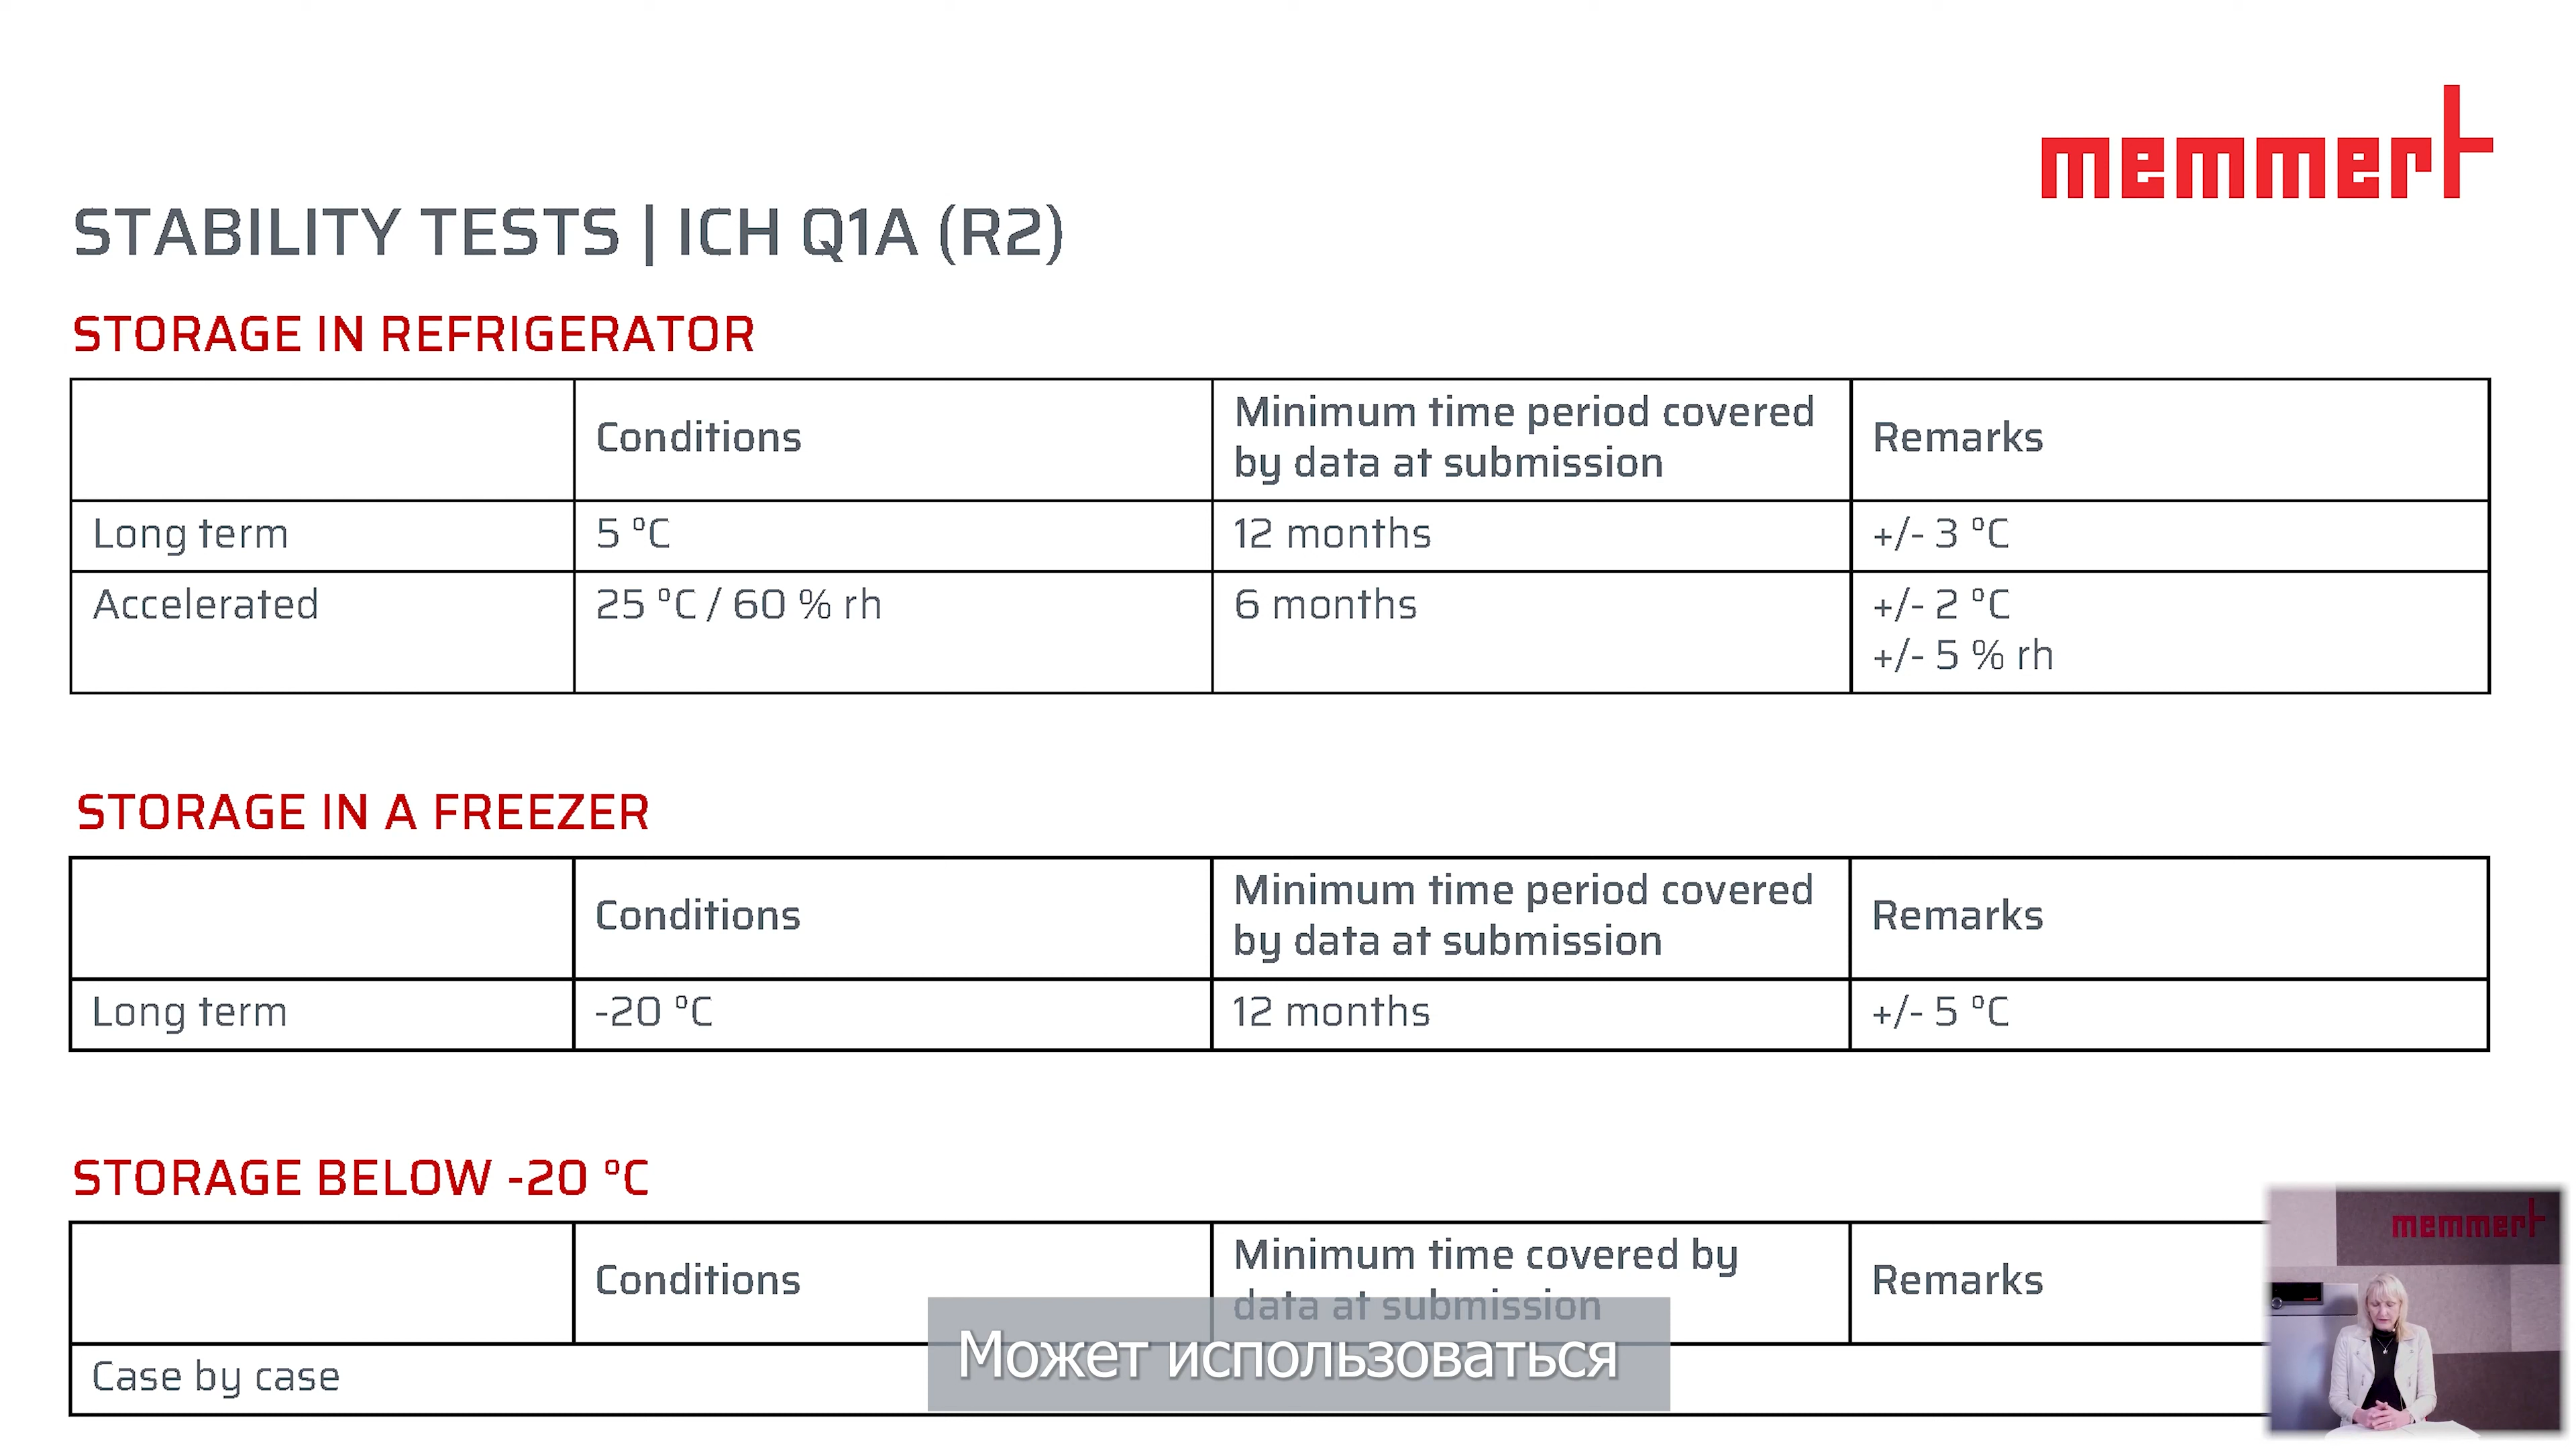 memmert
STABILITY TESTS | ICH Q1A (R2)
STORAGE IN REFRIGERATOR
Conditions
Minimum time period covered
by data at submission
Remarks
Long term
5 °C
12 months
+/- 3 °C
Accelerated
25 °C / 60 % rh
6 months
+/- 2 °C
+/- 5 % rh
STORAGE IN A FREEZER
Conditions
Minimum time period covered
by data at submission
Remarks
Long term
-20 °C
12 months
+/- 5 °C
STORAGE BELOW -20 °C
Conditions
Minimum time covered by
data at submission
Remarks
Case by case
Может использоваться
memmert